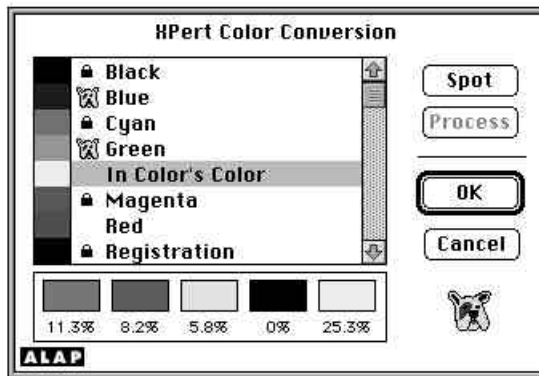 XPert Color Conversion
Black
Blue
Cyan
Green
In Color's Color
Magenta
Red
Registration
Spot
Process
OK
Cancel
11.3% 8.2% 5.8% 0% 25.3%
ALAP